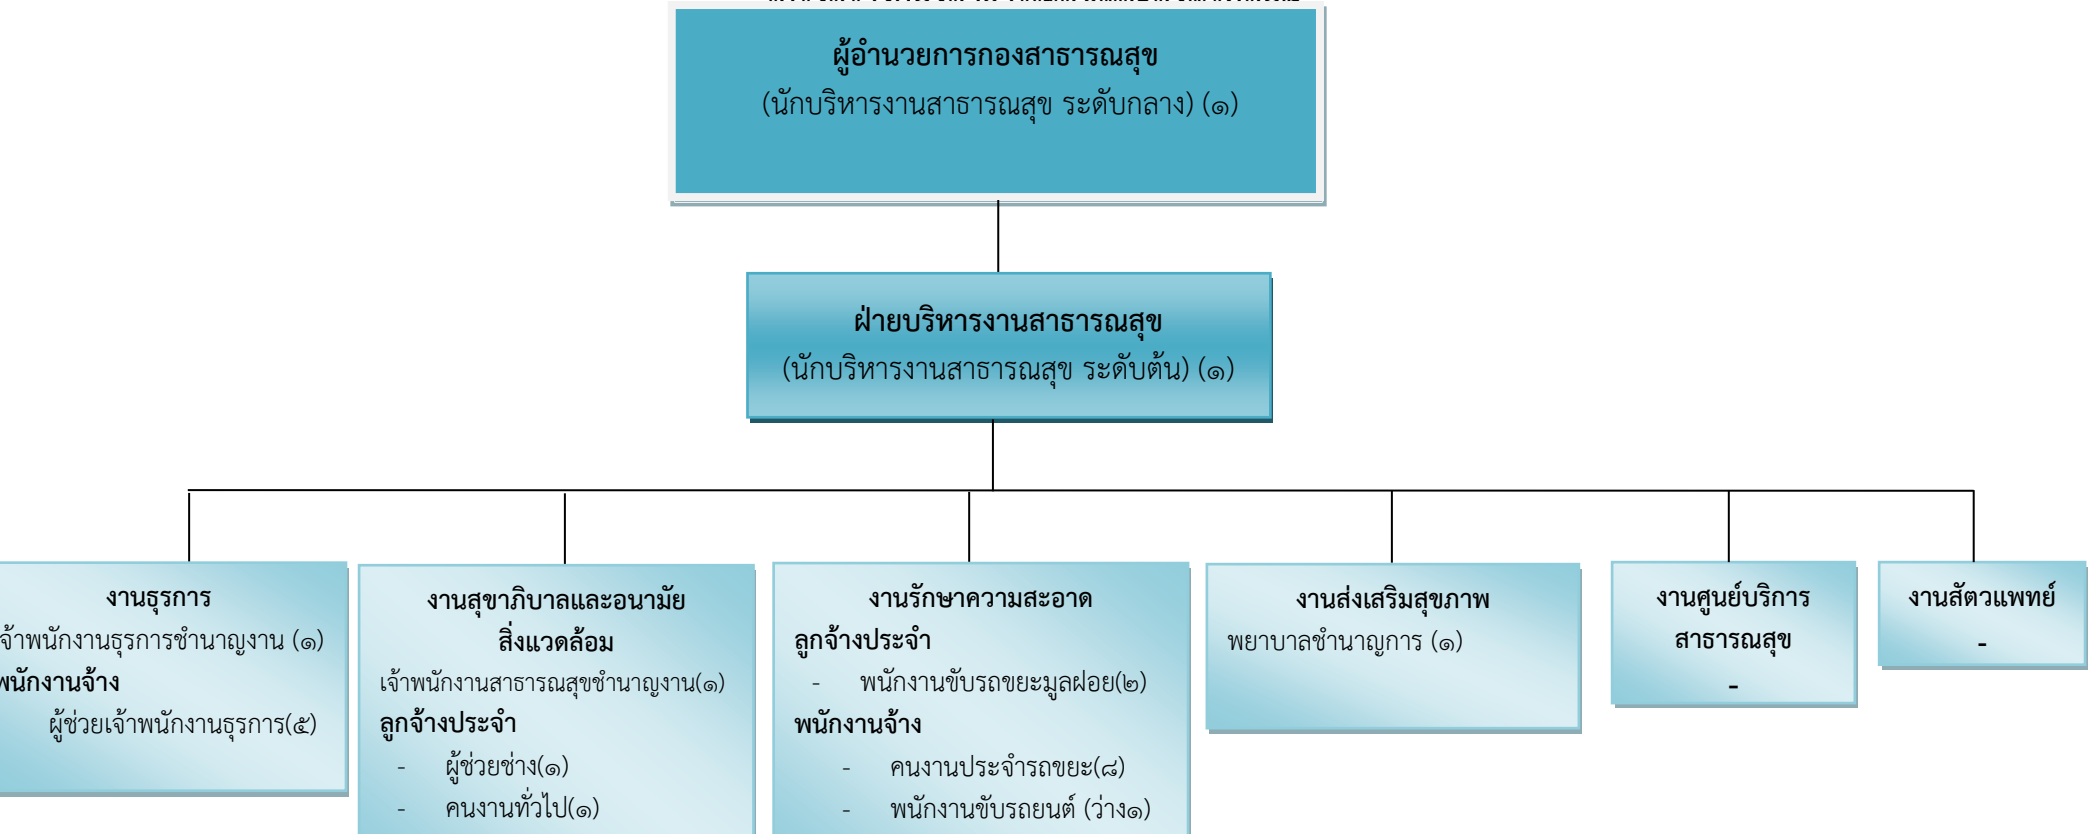 ผู้อำนวยการกองสาธารณสุข
(นักบริหารงานสาธารณสุข ระดับกลาง) (๑)
ฝ่ายบริหารงานสาธารณสุข
(นักบริหารงานสาธารณสุข ระดับต้น) (๑)
งานธุรการ
จ้าพนักงานธุรการชำนาญงาน (๑)
พนักงานจ้าง
ผู้ช่วยเจ้าพนักงานธุรการ(๕)
งานสุขาภิบาลและอนามัย
สิ่งแวดล้อม
เจ้าพนักงานสาธารณสุขชำนาญงาน(๑)
ลูกจ้างประจำ
- ผู้ช่วยช่าง(๑)
- คนงานทั่วไป(๑)
งานรักษาความสะอาด
ลูกจ้างประจำ
- พนักงานขับรถขยะมูลฝอย(๒)
พนักงานจ้าง
- คนงานประจำรถขยะ(๘)
- พนักงานขับรถยนต์ (ว่าง๑)
งานส่งเสริมสุขภาพ
พยาบาลชำนาญการ (๑)
งานศูนย์บริการ
สาธารณสุข
-
งานสัตวแพทย์
-